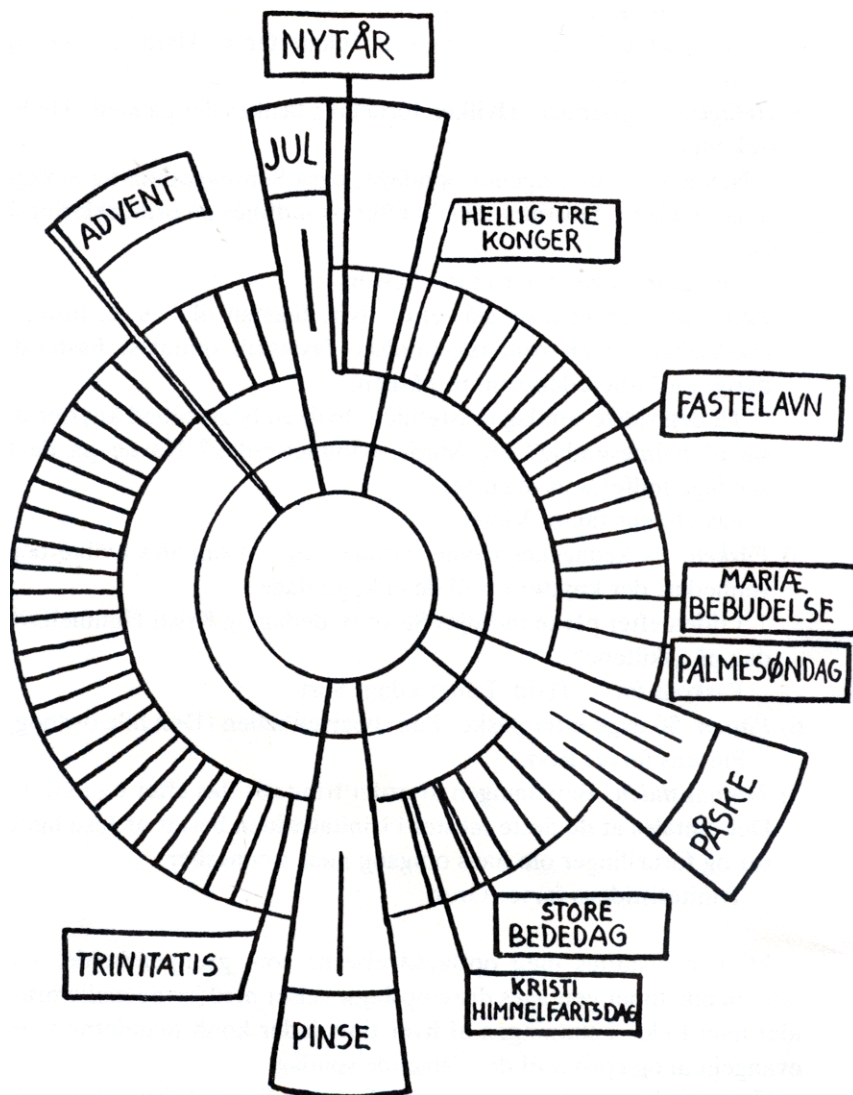 NYTÅR
JUL
ADVENT
HELLIG TRE
KONGER
FASTELAVN
MARIÆ
BEBUDELSE
PALMESØNDAG
PÅSKE
STORE
BEDEDAG
KRISTI
HIMMELFARTSDAG
PINSE
TRINITATIS